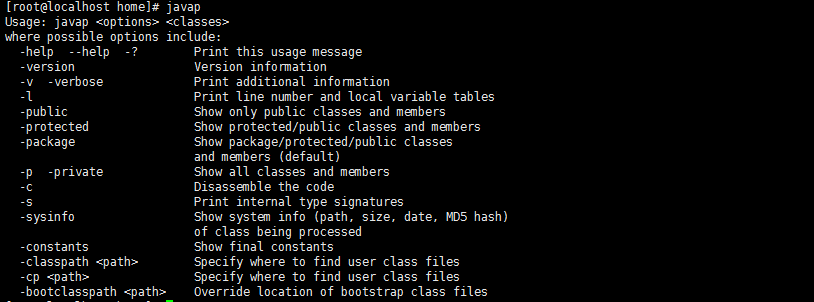 [root@localhost home]# javap
Usage: javap <options> <classes>
where possible options include:
  -help  --help  -?        Print this usage message
  -version                 Version information
  -v  -verbose             Print additional information
  -l                       Print line number and local variable tables
  -public                  Show only public classes and members
  -protected               Show protected/public classes and members
  -package                 Show package/protected/public classes
                           and members (default)
  -p  -private             Show all classes and members
  -c                       Disassemble the code
  -s                       Print internal type signatures
  -sysinfo                 Show system info (path, size, date, MD5 hash)
                           of class being processed
  -constants               Show final constants
  -classpath <path>        Specify where to find user class files
  -cp <path>               Specify where to find user class files
  -bootclasspath <path>    Override location of bootstrap class files